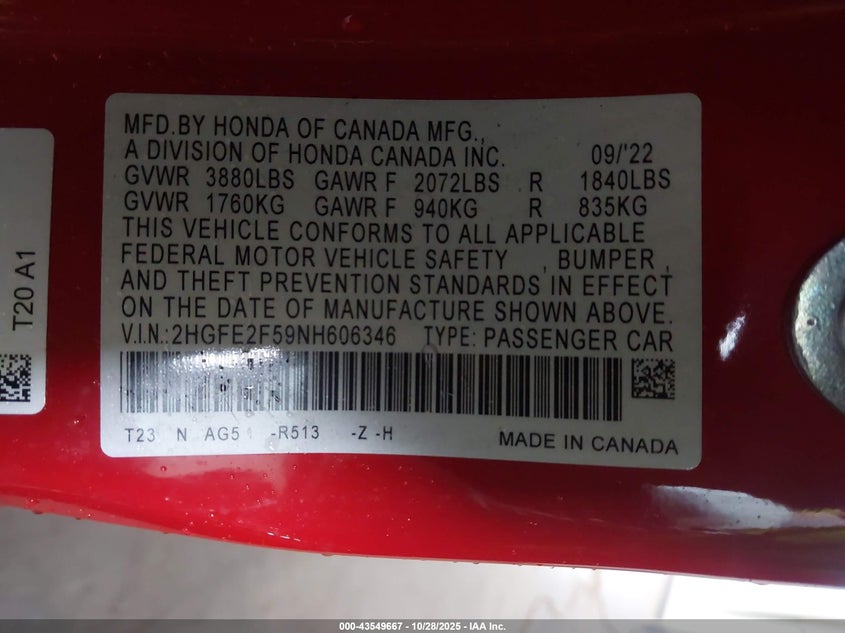 MFD.BY HONDA OF CANADA MFG.,
A DIVISION OF HONDA CANADA INC. 09/'22
GVWR 3880LBS GAWR F 2072LBS R 1840LBS
GVWR 1760KG GAWR F 940KG R 835KG
THIS VEHICLE CONFORMS TO ALL APPLICABLE
FEDERAL MOTOR VEHICLE SAFETY , BUMPER ,
AND THEFT PREVENTION STANDARDS IN EFFECT
ON THE DATE OF MANUFACTURE SHOWN ABOVE.
V.I.N.:2HGFE2F59NH606346 TYPE: PASSENGER CAR
T23 N AG5 -R513 -Z -H MADE IN CANADA
T20 A1
000-43549667 - 10/28/2025 - IAA Inc.